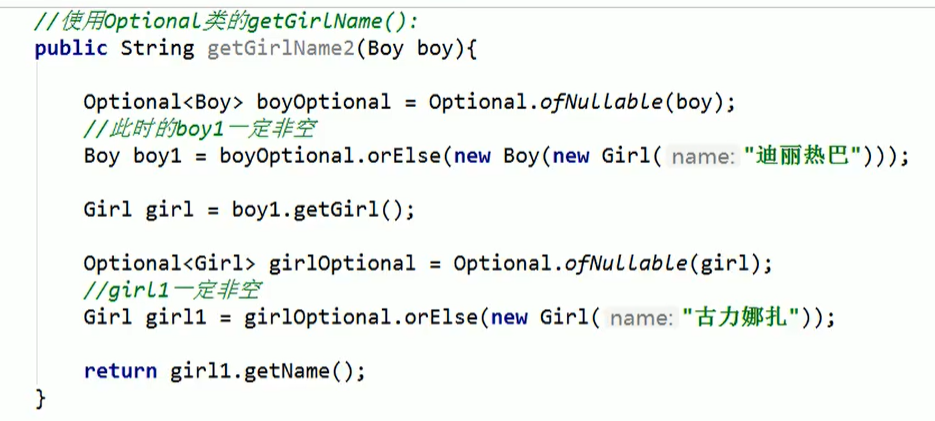 //使用Optional类的getGirlName():
public String getGirlName2(Boy boy){
Optional<Boy> boyOptional = Optional.ofNullable(boy);
//此时的boy1一定非空
Boy boy1 = boyOptional.orElse(new Boy(new Girl( name: "迪丽热巴")));
Girl girl = boy1.getGirl();
Optional<Girl> girlOptional = Optional.ofNullable(girl);
//girl1一定非空
Girl girl1 = girlOptional.orElse(new Girl( name: "古力娜扎"));
return girl1.getName();
}